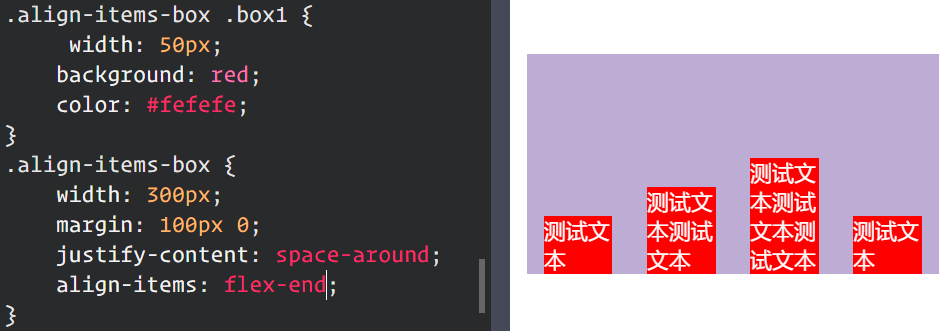 .align-items-box .box1 {
width: 50px;
background: red;
color: #fefefe;
}
.align-items-box {
width: 300px;
margin: 100px 0;
justify-content: space-around;
align-items: flex-end;
}
测试文
本
测试文
本测试
文本
测试文
本测试
文本测
试文本
测试文
本